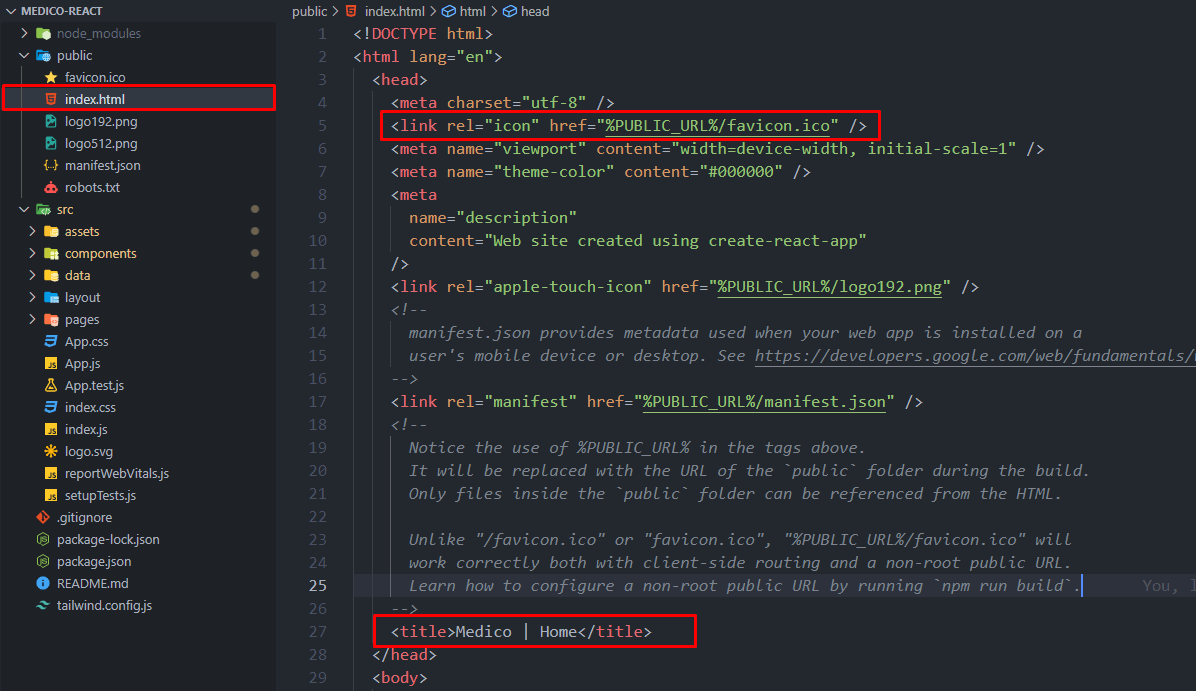 MEDICO-REACT
node_modules
public
favicon.ico
index.html
logo192.png
logo512.png
manifest.json
robots.txt
src
assets
components
data
layout
pages
App.css
App.js
App.test.js
index.css
index.js
logo.svg
reportWebVitals.js
setupTests.js
.gitignore
package-lock.json
package.json
README.md
tailwind.config.js
public > index.html > html > head
1 <!DOCTYPE html>
2 <html lang="en">
3 <head>
4 <meta charset="utf-8" />
5 <link rel="icon" href="%PUBLIC_URL%/favicon.ico" />
6 <meta name="viewport" content="width=device-width, initial-scale=1" />
7 <meta name="theme-color" content="#000000" />
8 <meta
9 name="description"
10 content="Web site created using create-react-app"
11 />
12 <link rel="apple-touch-icon" href="%PUBLIC_URL%/logo192.png" />
13 <!--
14 manifest.json provides metadata used when your web app is installed on a
15 user's mobile device or desktop. See https://developers.google.com/web/fundamentals/
16 -->
17 <link rel="manifest" href="%PUBLIC_URL%/manifest.json" />
18 <!--
19 Notice the use of %PUBLIC_URL% in the tags above.
20 It will be replaced with the URL of the `public` folder during the build.
21 Only files inside the `public` folder can be referenced from the HTML.
22
23 Unlike "/favicon.ico" or "favicon.ico", "%PUBLIC_URL%/favicon.ico" will
24 work correctly both with client-side routing and a non-root public URL.
25 Learn how to configure a non-root public URL by running `npm run build`. You,
26 -->
27 <title>Medico | Home</title>
28 </head>
29 <body>